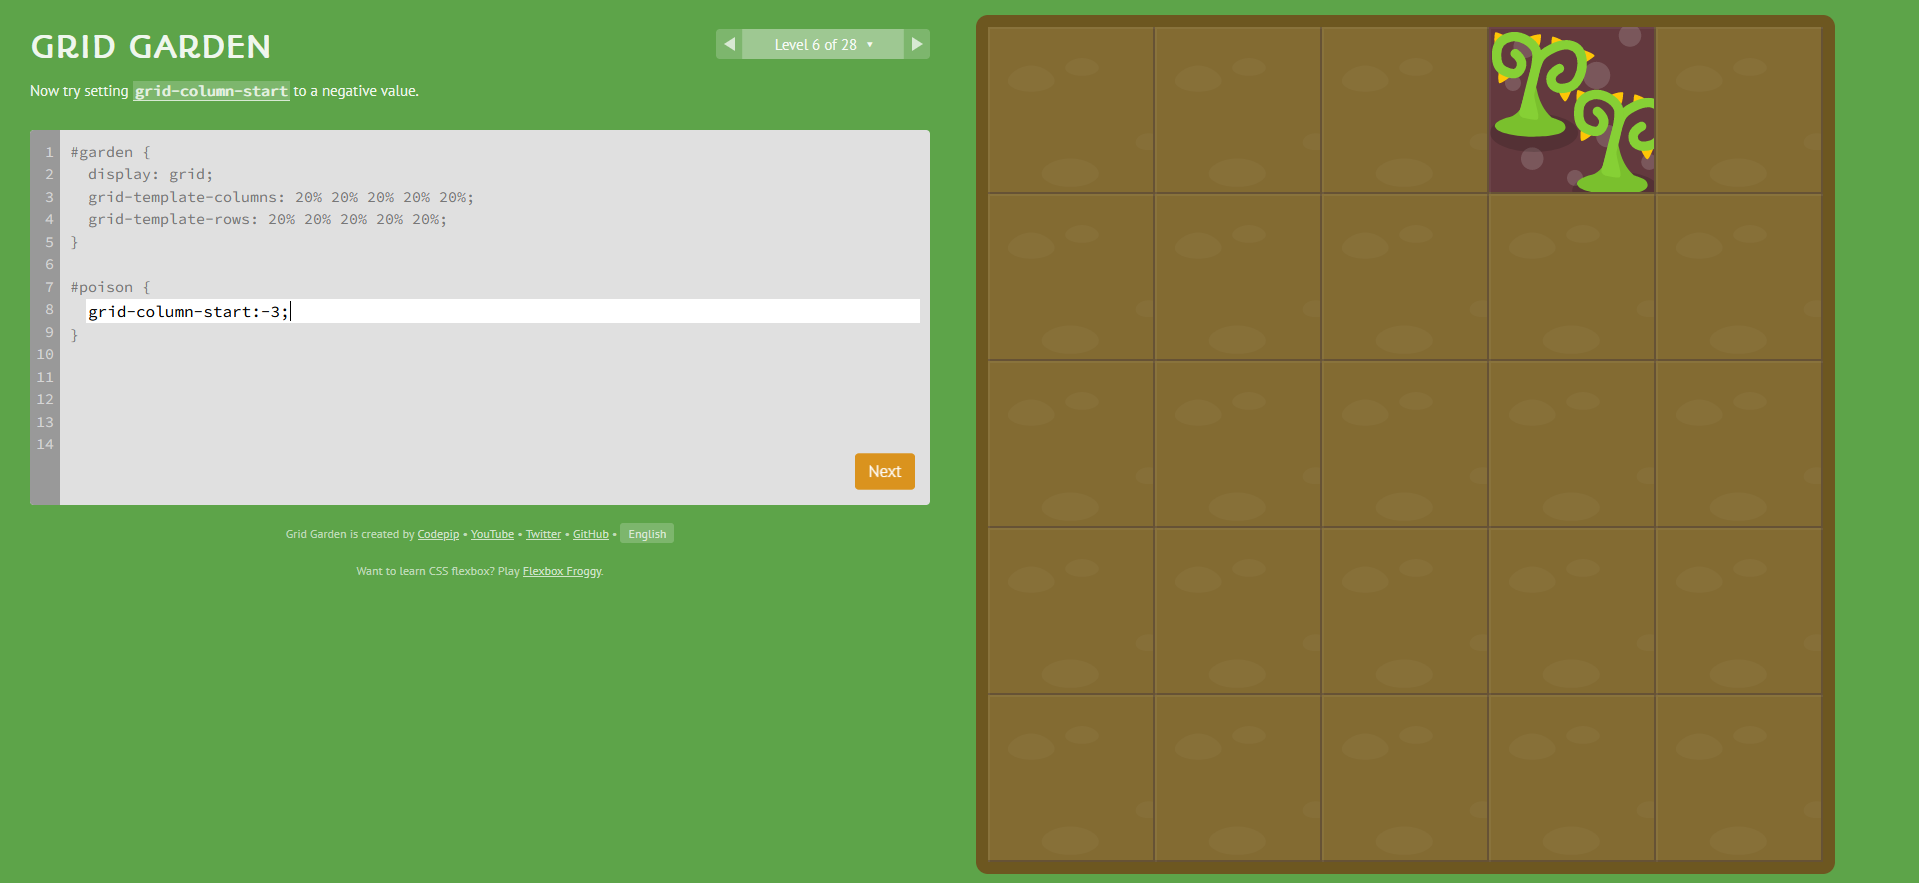 GRID GARDEN
◀ Level 6 of 28 ▼ ▶
Now try setting grid-column-start to a negative value.
1 #garden {
2 display: grid;
3 grid-template-columns: 20% 20% 20% 20% 20%;
4 grid-template-rows: 20% 20% 20% 20% 20%;
5 }
6
7 #poison {
8 grid-column-start:-3;
9 }
10
11
12
13
14
Next
Grid Garden is created by Codepip • YouTube • Twitter • GitHub • English
Want to learn CSS flexbox? Play Flexbox Froggy.